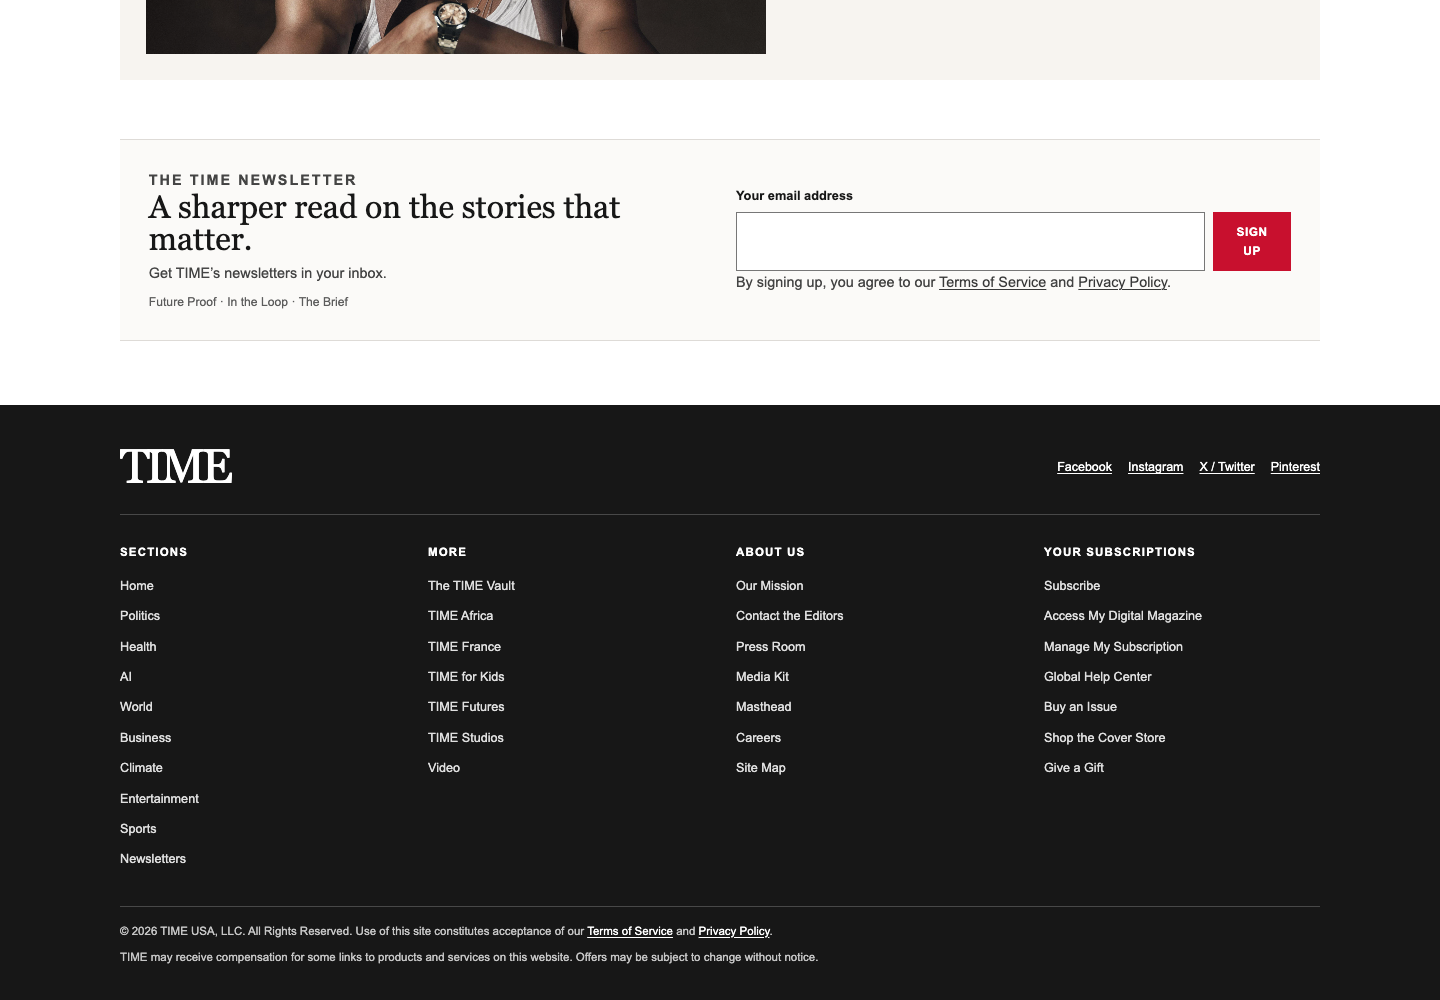 THE TIME NEWSLETTER
A sharper read on the stories that
matter.
Get TIME’s newsletters in your inbox.
Future Proof · In the Loop · The Brief
Your email address
SIGN
UP
By signing up, you agree to our Terms of Service and Privacy Policy.
TIME
Facebook Instagram X / Twitter Pinterest
SECTIONS
Home
Politics
Health
AI
World
Business
Climate
Entertainment
Sports
Newsletters
MORE
The TIME Vault
TIME Africa
TIME France
TIME for Kids
TIME Futures
TIME Studios
Video
ABOUT US
Our Mission
Contact the Editors
Press Room
Media Kit
Masthead
Careers
Site Map
YOUR SUBSCRIPTIONS
Subscribe
Access My Digital Magazine
Manage My Subscription
Global Help Center
Buy an Issue
Shop the Cover Store
Give a Gift
© 2026 TIME USA, LLC. All Rights Reserved. Use of this site constitutes acceptance of our Terms of Service and Privacy Policy.
TIME may receive compensation for some links to products and services on this website. Offers may be subject to change without notice.